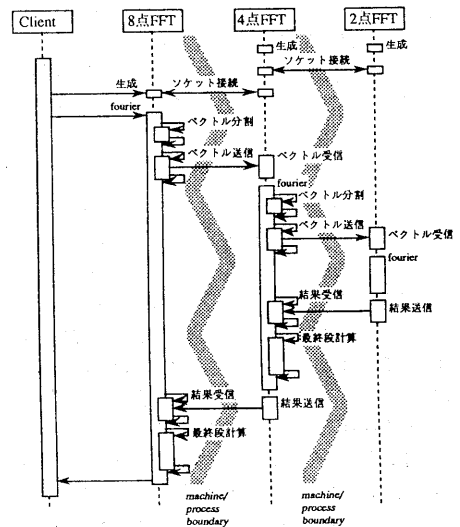 Client
8点FFT
4点FFT
2点FFT
生成
生成
ソケット接続
生成
ソケット接続
fourier
ベクトル分割
ベクトル送信
ベクトル受信
fourier
ベクトル分割
ベクトル送信
ベクトル受信
fourier
結果受信
結果送信
最終段計算
結果受信
結果送信
最終段計算
machine/
process
boundary
machine/
process
boundary